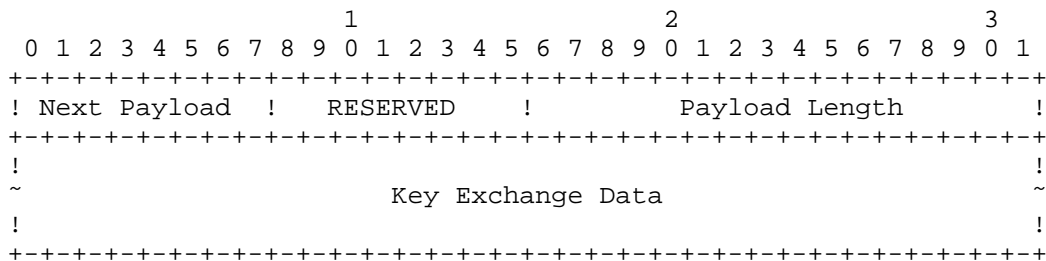 1                   2                   3
 0 1 2 3 4 5 6 7 8 9 0 1 2 3 4 5 6 7 8 9 0 1 2 3 4 5 6 7 8 9 0 1
+-+-+-+-+-+-+-+-+-+-+-+-+-+-+-+-+-+-+-+-+-+-+-+-+-+-+-+-+-+-+-+-+
! Next Payload  !   RESERVED    !         Payload Length        !
+-+-+-+-+-+-+-+-+-+-+-+-+-+-+-+-+-+-+-+-+-+-+-+-+-+-+-+-+-+-+-+-+
!                                                               !
~                       Key Exchange Data                       ~
!                                                               !
+-+-+-+-+-+-+-+-+-+-+-+-+-+-+-+-+-+-+-+-+-+-+-+-+-+-+-+-+-+-+-+-+